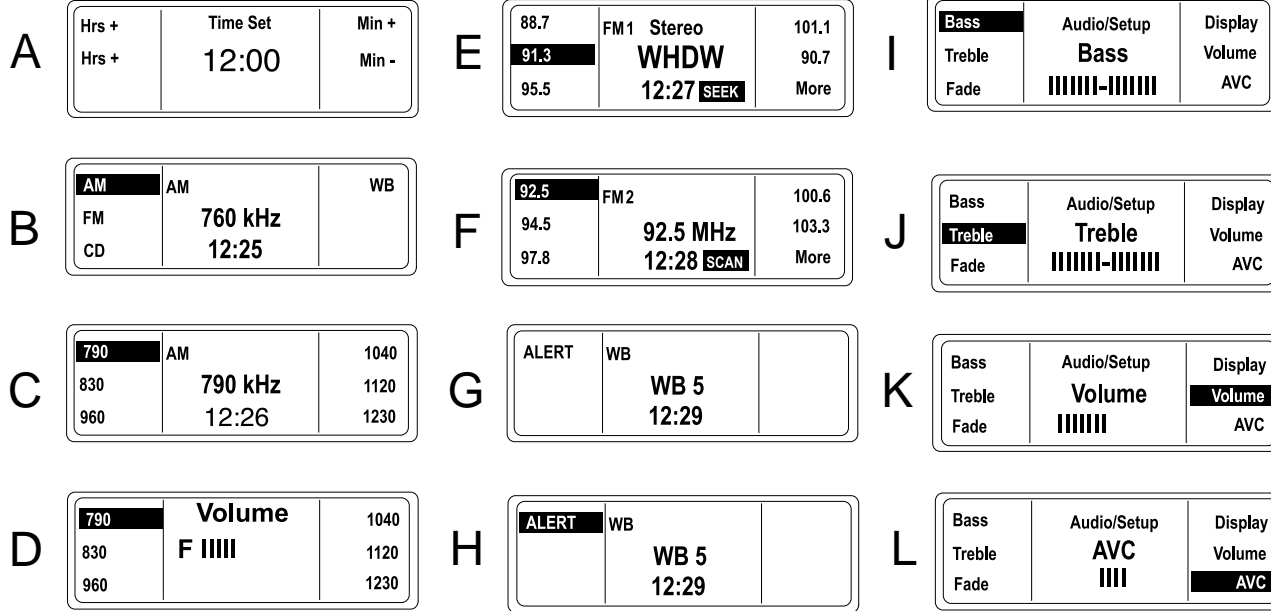 A
Hrs +
Time Set
Min +
Hrs +
12:00
Min -
B
AM
AM
WB
FM
760 kHz
CD
12:25
C
790
AM
1040
830
790 kHz
1120
960
12:26
1230
D
790
Volume
1040
830
F
1120
960
1230
E
88.7
FM1 Stereo
101.1
91.3
WHDW
90.7
95.5
12:27 SEEK
More
F
92.5
FM2
100.6
94.5
92.5 MHz
103.3
97.8
12:28 SCAN
More
G
ALERT
WB
WB 5
12:29
H
ALERT
WB
WB 5
12:29
I
Bass
Audio/Setup
Display
Treble
Bass
Volume
Fade
AVC
J
Bass
Audio/Setup
Display
Treble
Treble
Volume
Fade
AVC
K
Bass
Audio/Setup
Display
Treble
Volume
Volume
Fade
AVC
L
Bass
Audio/Setup
Display
Treble
AVC
Volume
Fade
AVC